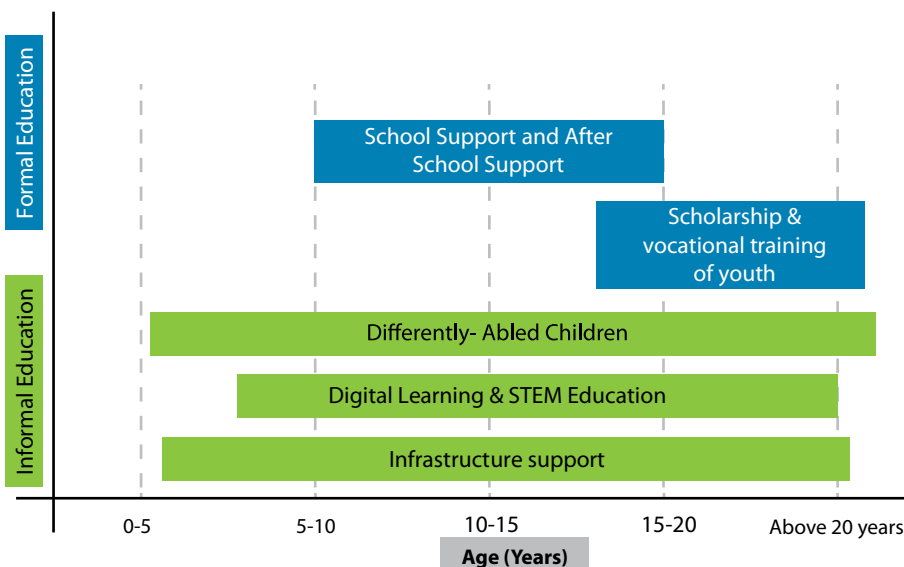 Formal Education
School Support and After
School Support
Scholarship &
vocational training
of youth
Informal Education
Differently- Abled Children
Digital Learning & STEM Education
Infrastructure support
0-5
5-10
10-15
15-20
Above 20 years
Age (Years)